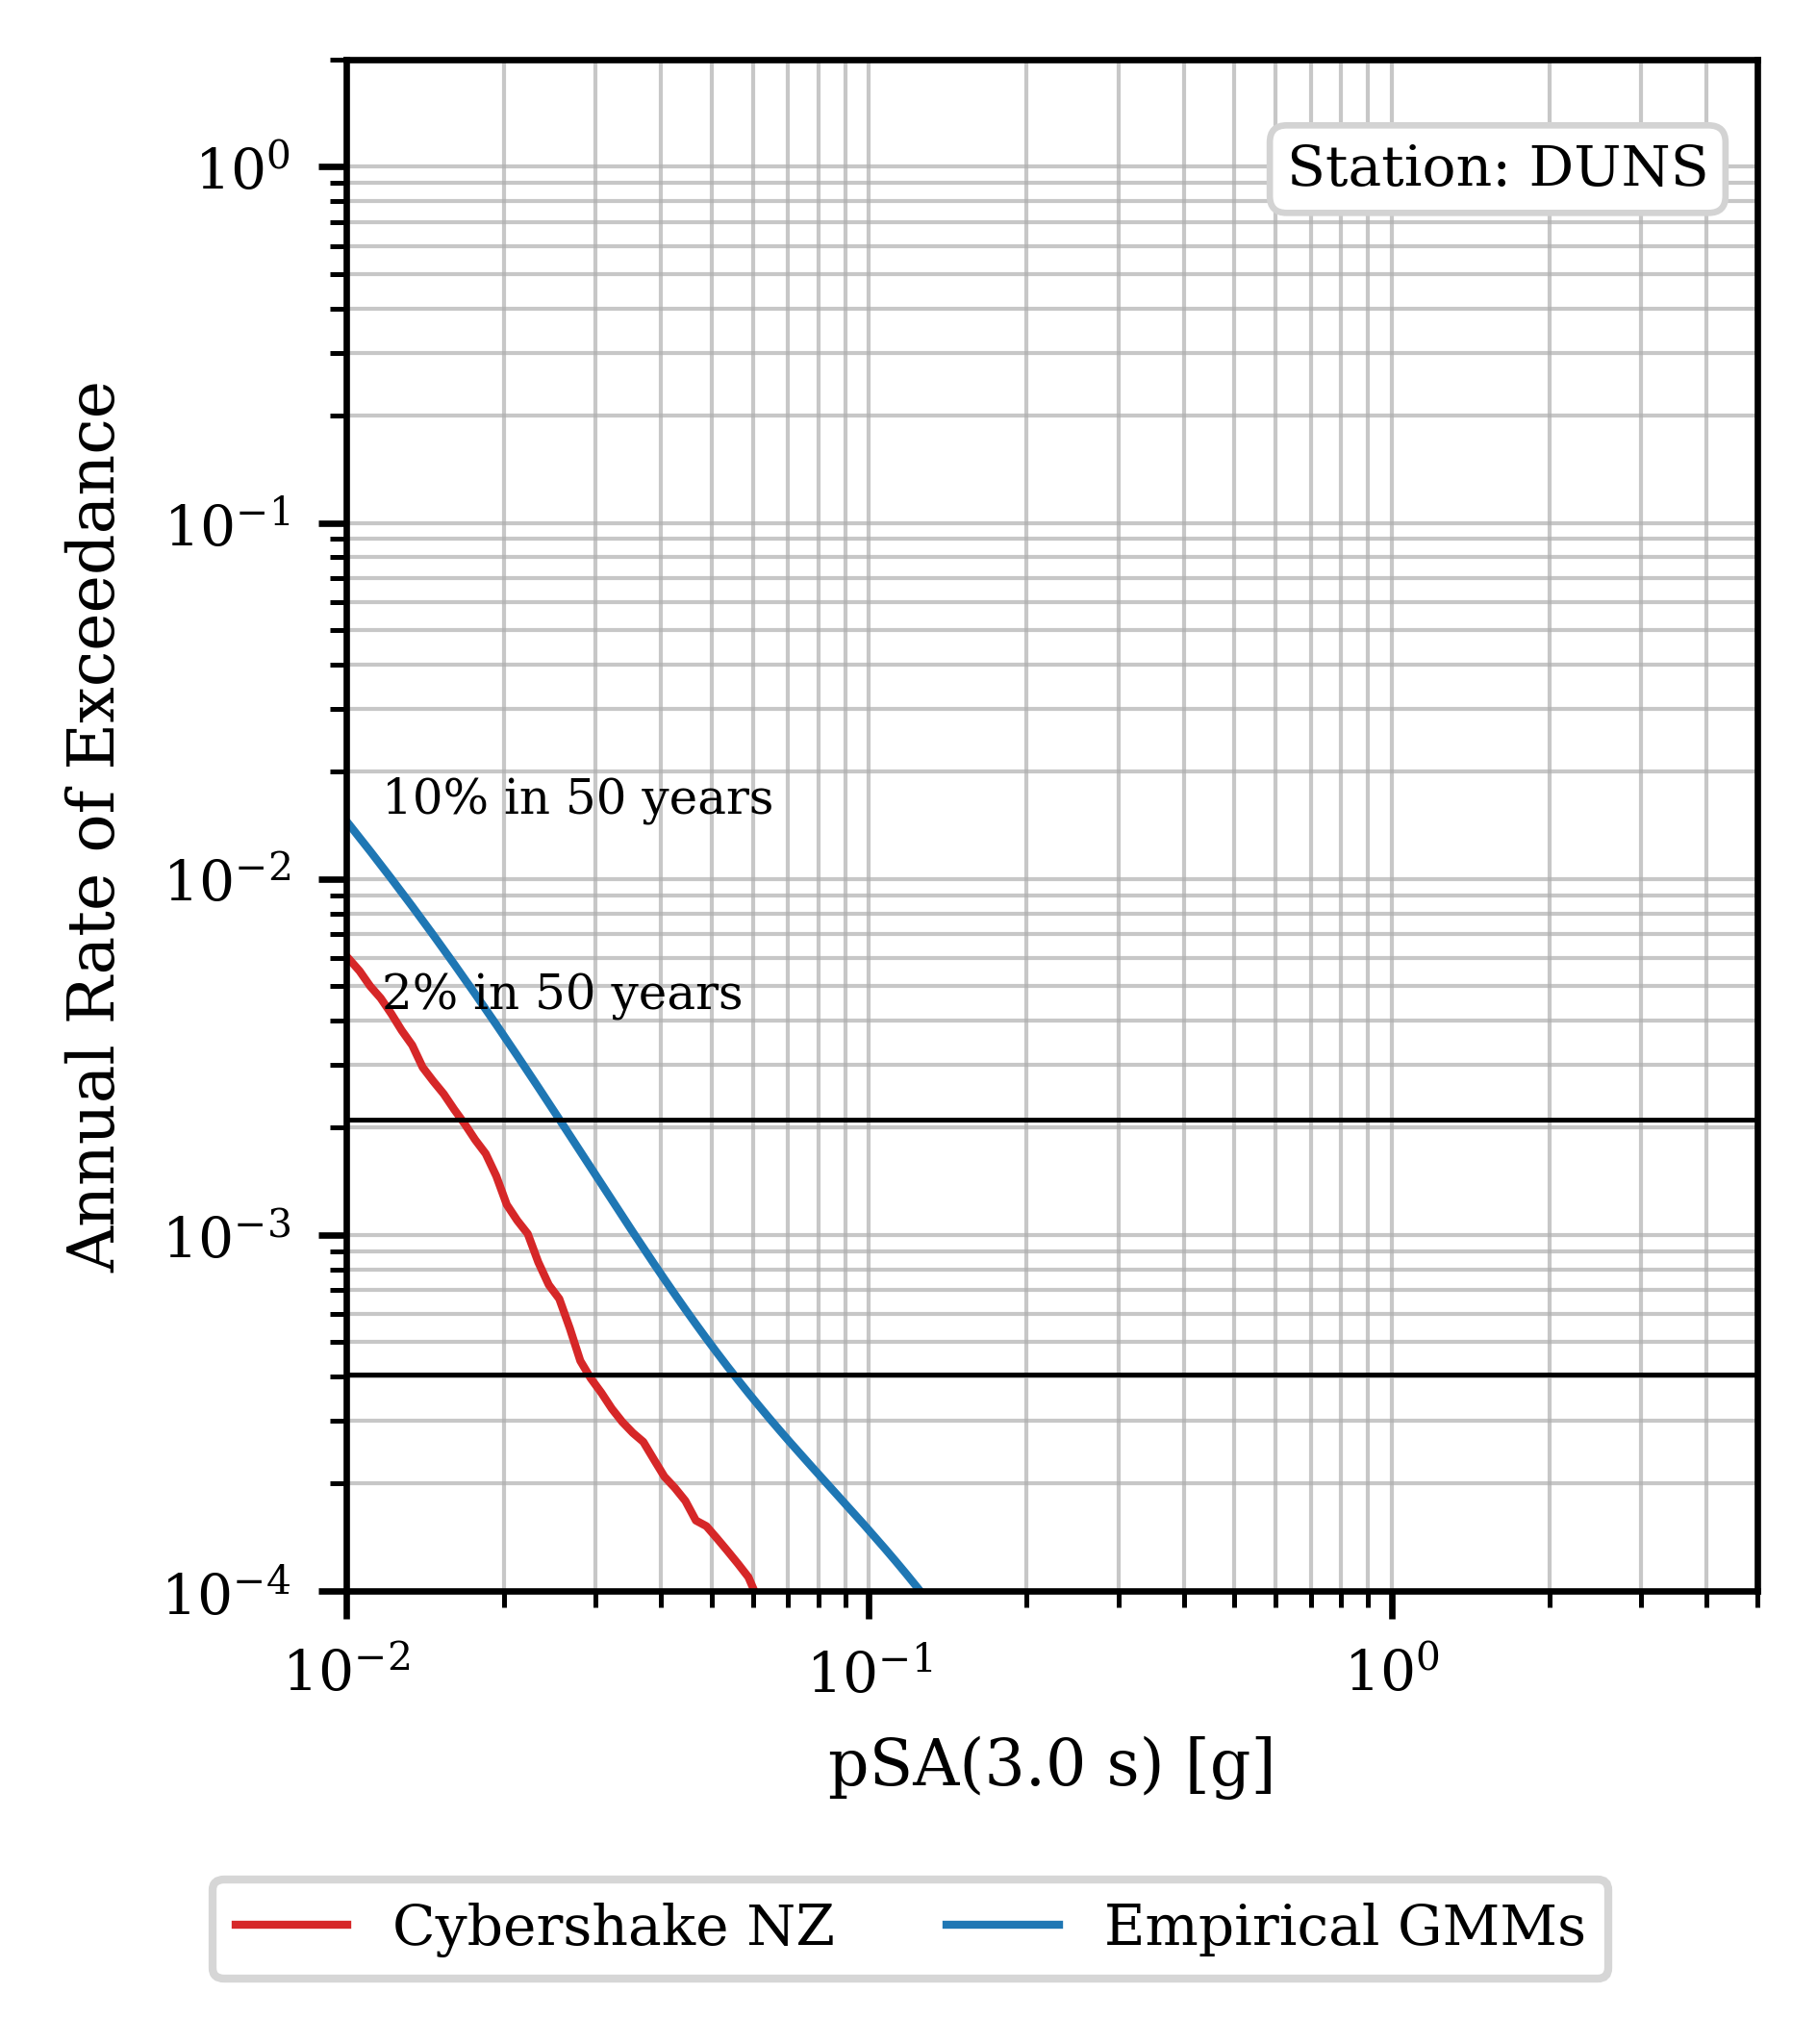 Station: DUNS
10⁰
10⁻¹
10⁻²
10⁻³
10⁻⁴
Annual Rate of Exceedance
10% in 50 years
2% in 50 years
10⁻²
10⁻¹
10⁰
pSA(3.0 s) [g]
Cybershake NZ
Empirical GMMs